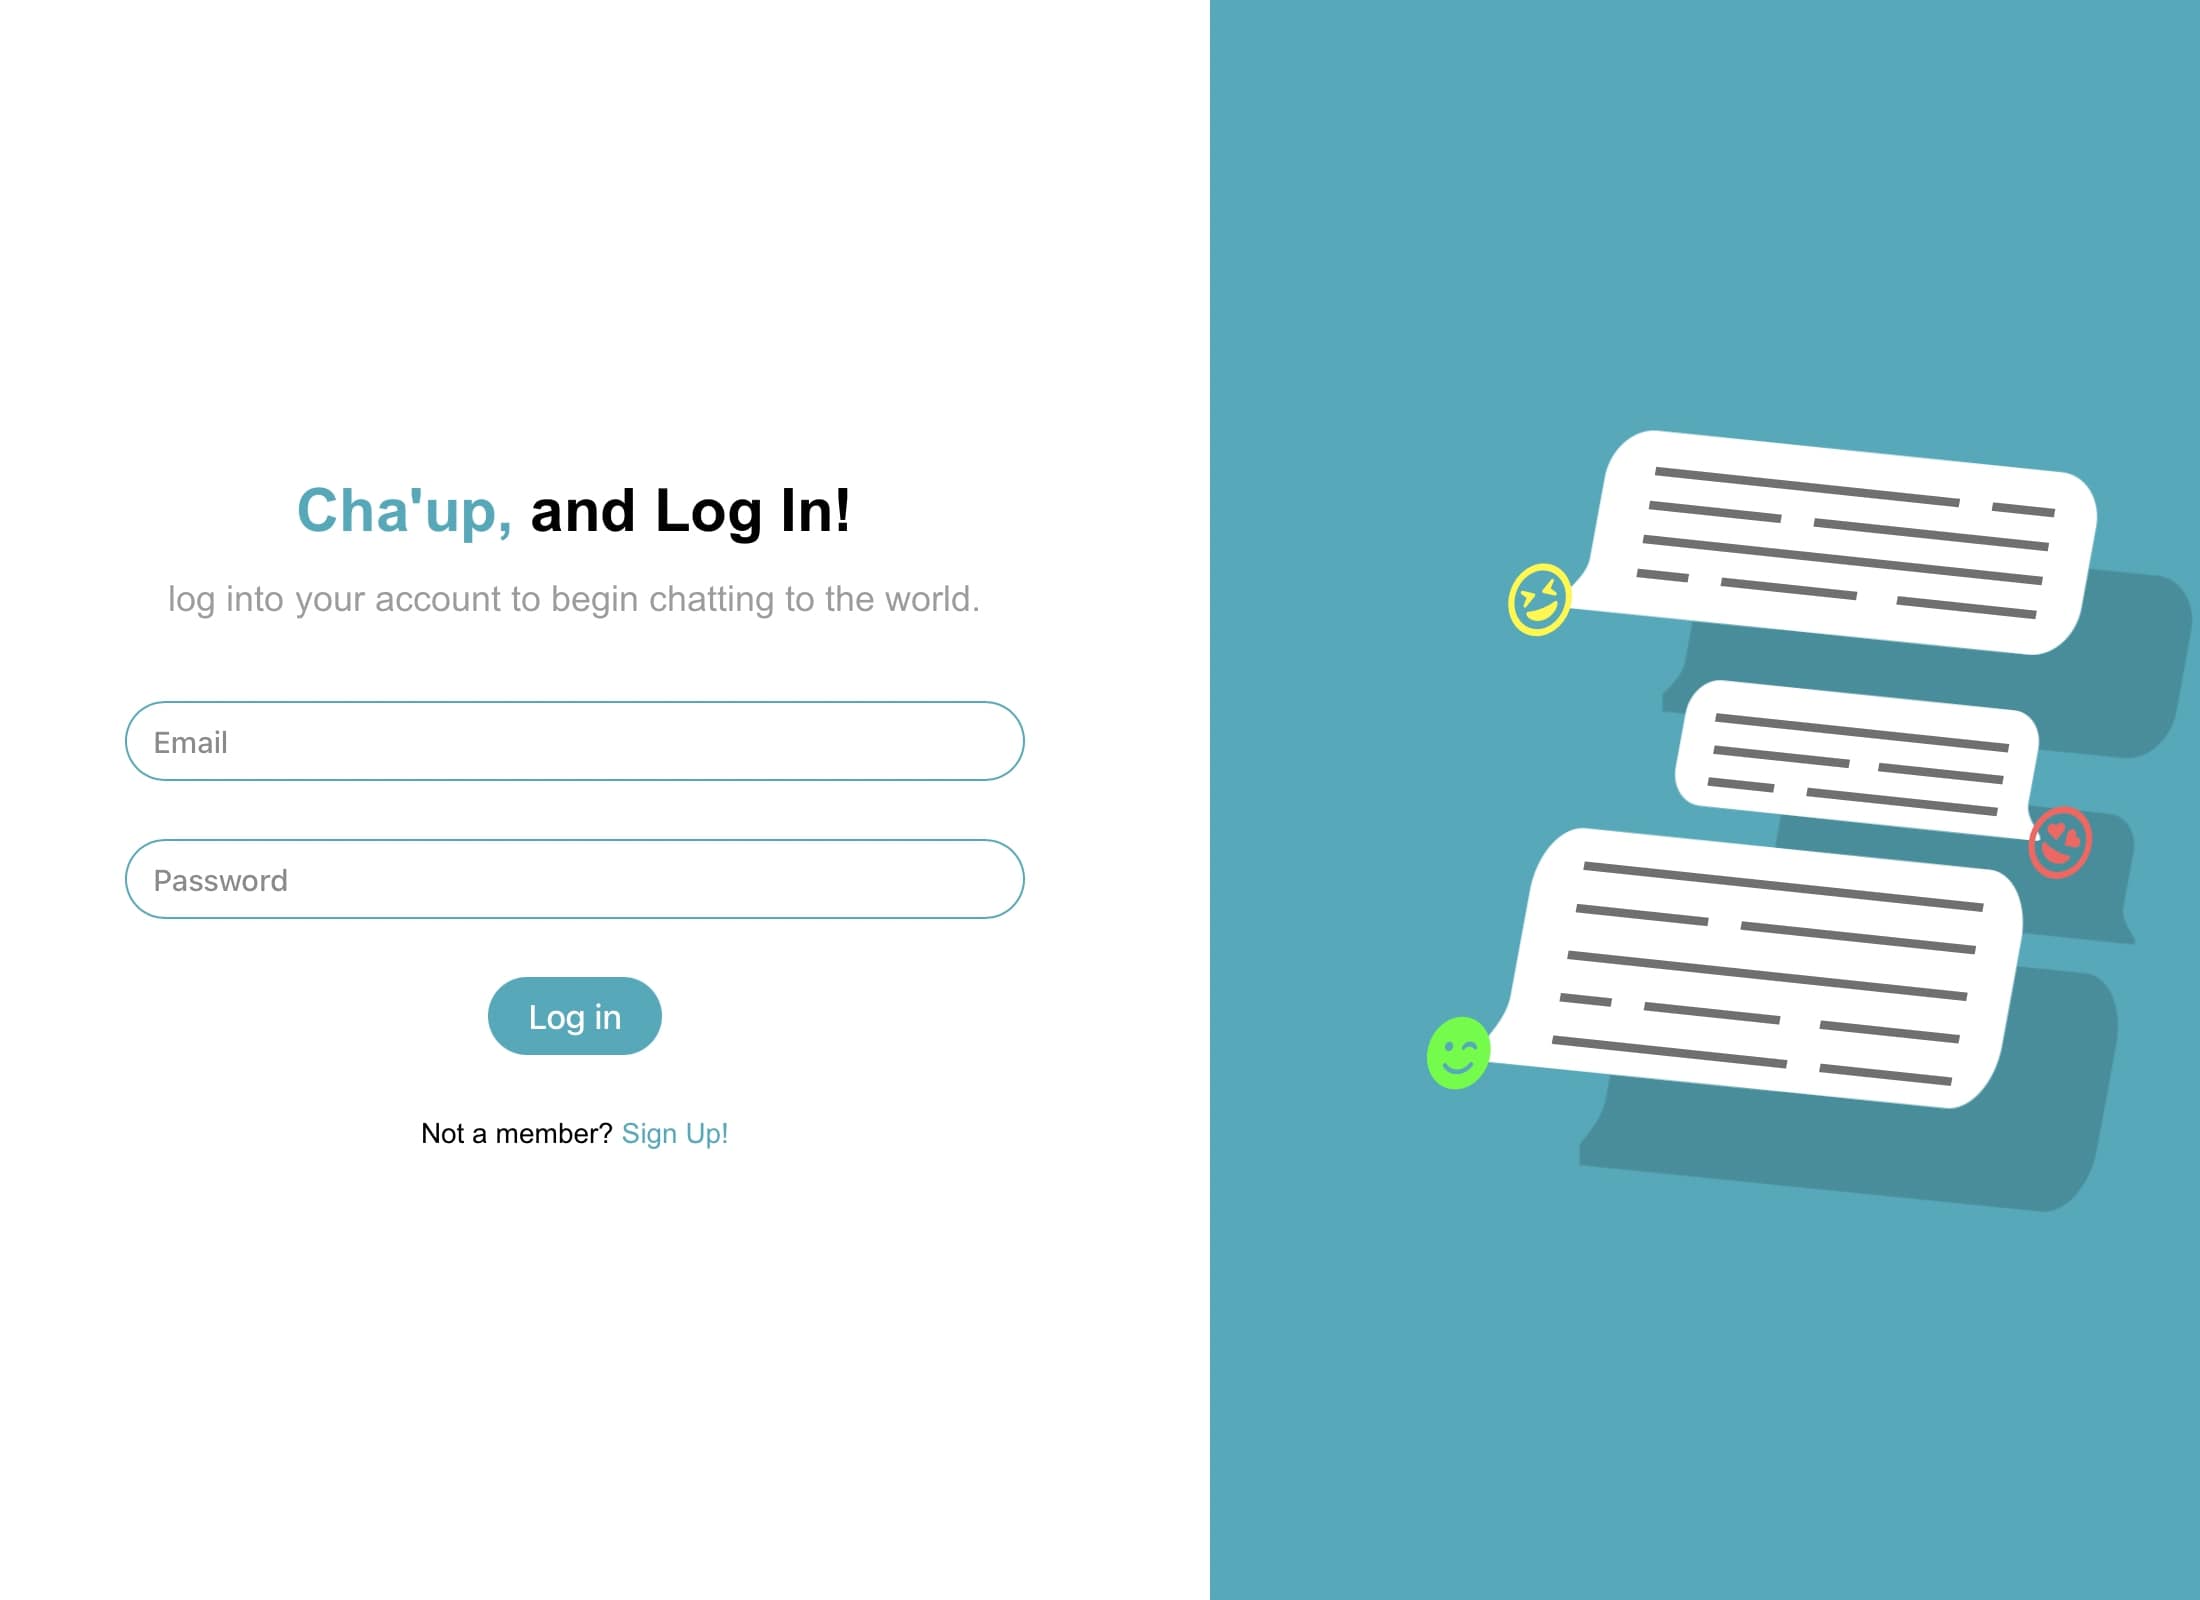 Cha'up, and Log In!
log into your account to begin chatting to the world.
Email
Password
Log in
Not a member? Sign Up!